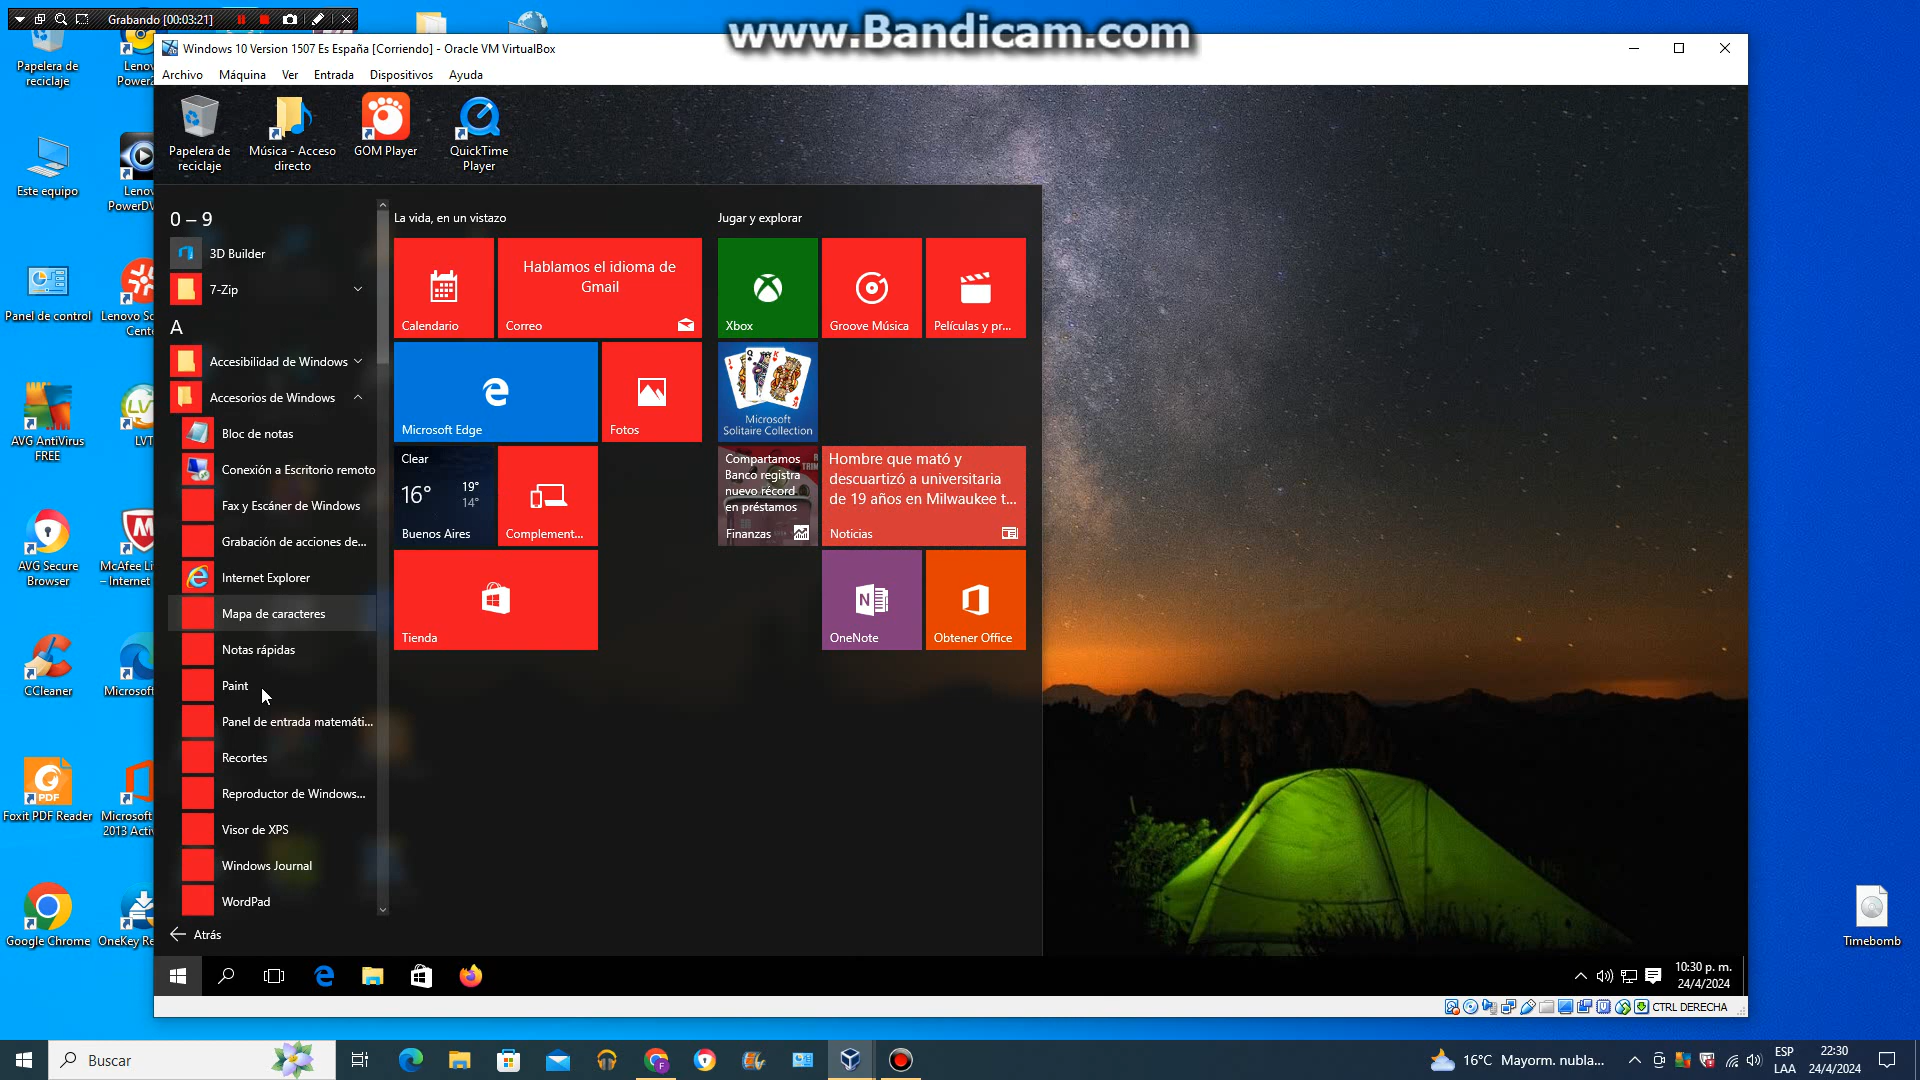 Grabando [00:03:21]
www.Bandicam.com
Windows 10 Version 1507 Es España [Corriendo] - Oracle VM VirtualBox
Archivo Máquina Ver Entrada Dispositivos Ayuda
Papelera de reciclaje
Este equipo
Panel de control
AVG AntiVirus FREE
AVG Secure Browser
CCleaner
Foxit PDF Reader
Google Chrome
Lenovo
Lenovo
LVT
Microsoft
Microsoft
2013
Papelera de reciclaje
Música - Acceso directo
GOM Player
QuickTime Player
0 – 9
3D Builder
7-Zip
A
Accesibilidad de Windows
Accesorios de Windows
Bloc de notas
Conexión a Escritorio remoto
Fax y Escáner de Windows
Grabación de acciones de...
Internet Explorer
Mapa de caracteres
Notas rápidas
Paint
Panel de entrada matemáti...
Recortes
Reproductor de Windows...
Visor de XPS
Windows Journal
WordPad
Atrás
La vida, en un vistazo
Calendario
Hablamos el idioma de
Gmail
Correo
Microsoft Edge
Fotos
Clear
16° 19°
14°
Buenos Aires
Complement...
Tienda
Jugar y explorar
Xbox
Groove Música
Películas y pr...
Microsoft
Solitaire Collection
Compartamos
Banco registra
nuevo récord
en préstamos
Finanzas
Hombre que mató y
descuartizó a universitaria
de 19 años en Milwaukee t...
Noticias
OneNote
Obtener Office
10:30 p. m.
24/4/2024
CTRL DERECHA
Timebomb
Buscar
16°C Mayorm. nubla...
ESP
LAA
22:30
24/4/2024